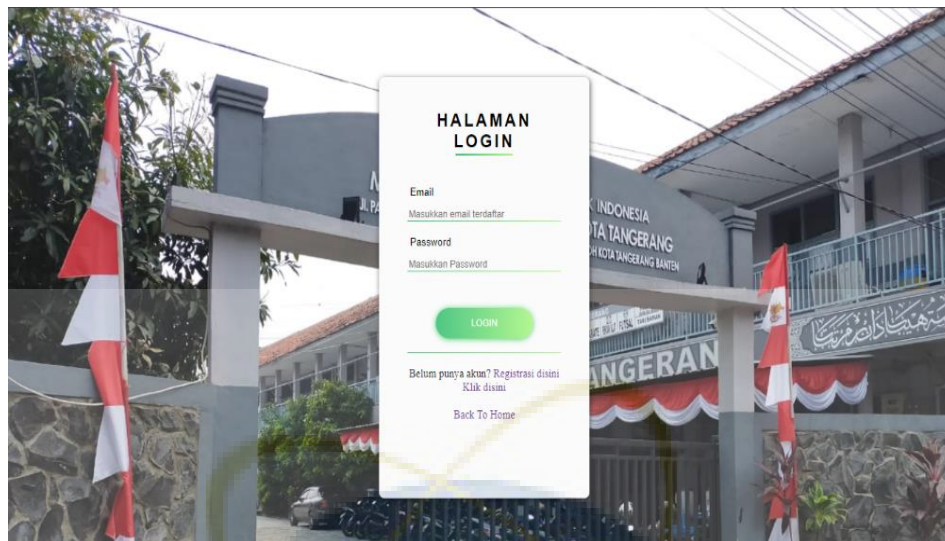 HALAMAN
LOGIN
Email
Masukkan email terdaftar
Password
Masukkan Password
LOGIN
Belum punya akun? Registrasi disini
Klik disini
Back To Home
INDONESIA
TA TANGERANG
KOTA TANGERANG BANTEN
ANGERAN